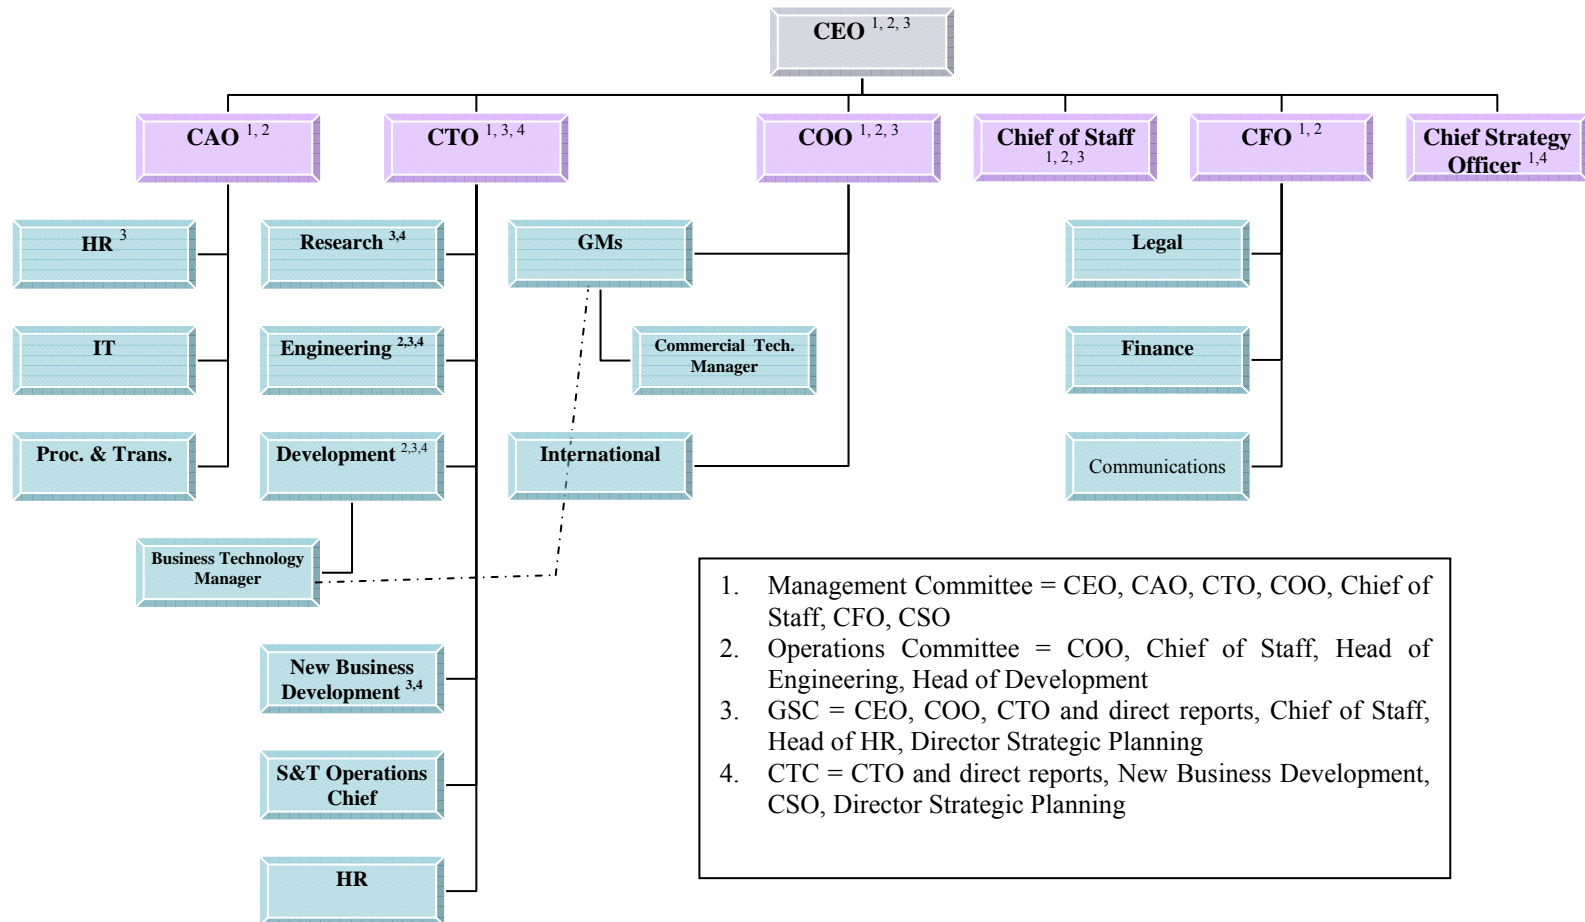 CEO 1, 2, 3
CAO 1, 2
CTO 1, 3, 4
COO 1, 2, 3
Chief of Staff
1, 2, 3
CFO 1, 2
Chief Strategy
Officer 1,4
HR 3
Research 3,4
GMs
Legal
IT
Engineering 2,3,4
Commercial Tech.
Manager
Finance
Proc. & Trans.
Development 2,3,4
International
Communications
Business Technology
Manager
New Business
Development 3,4
S&T Operations
Chief
HR
1. Management Committee = CEO, CAO, CTO, COO, Chief of
Staff, CFO, CSO
2. Operations Committee = COO, Chief of Staff, Head of
Engineering, Head of Development
3. GSC = CEO, COO, CTO and direct reports, Chief of Staff,
Head of HR, Director Strategic Planning
4. CTC = CTO and direct reports, New Business Development,
CSO, Director Strategic Planning